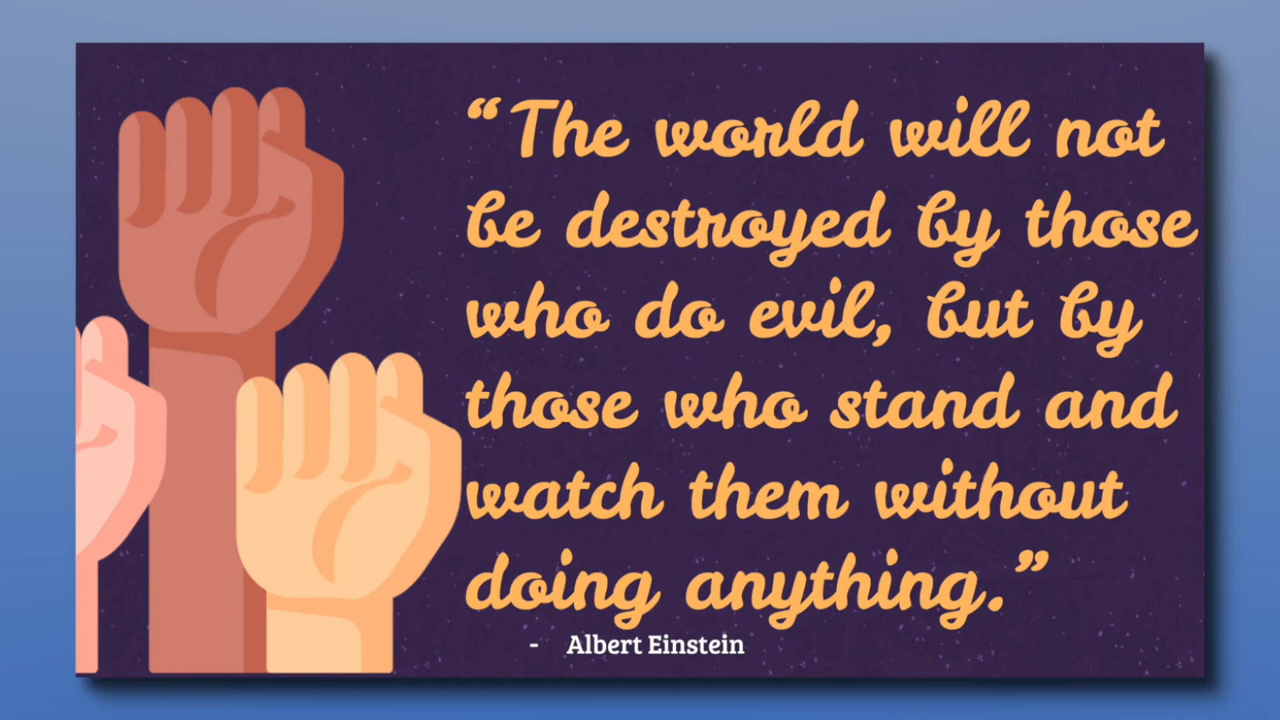 “The world will not
be destroyed by those
who do evil, but by
those who stand and
watch them without
doing anything.”
- Albert Einstein